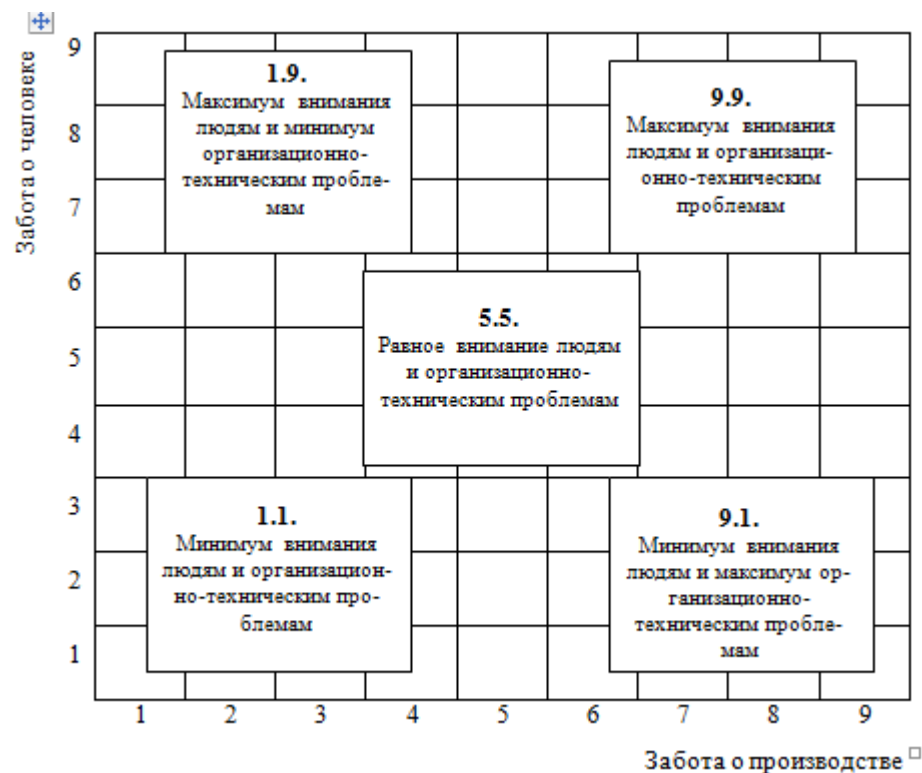 Забота о человеке
9
8
7
6
5
4
3
2
1
1.9.
Максимум внимания
людям и минимум
организационно-
техническим пробле-
мам
9.9.
Максимум внимания
людям и организаци-
онно-техническим
проблемам
5.5.
Равное внимание людям
и организационно-
техническим проблемам
1.1.
Минимум внимания
людям и организацион-
но-техническим про-
блемам
9.1.
Минимум внимания
людям и максимум ор-
ганизационно-
техническим пробле-
мам
1 2 3 4 5 6 7 8 9
Забота о производстве